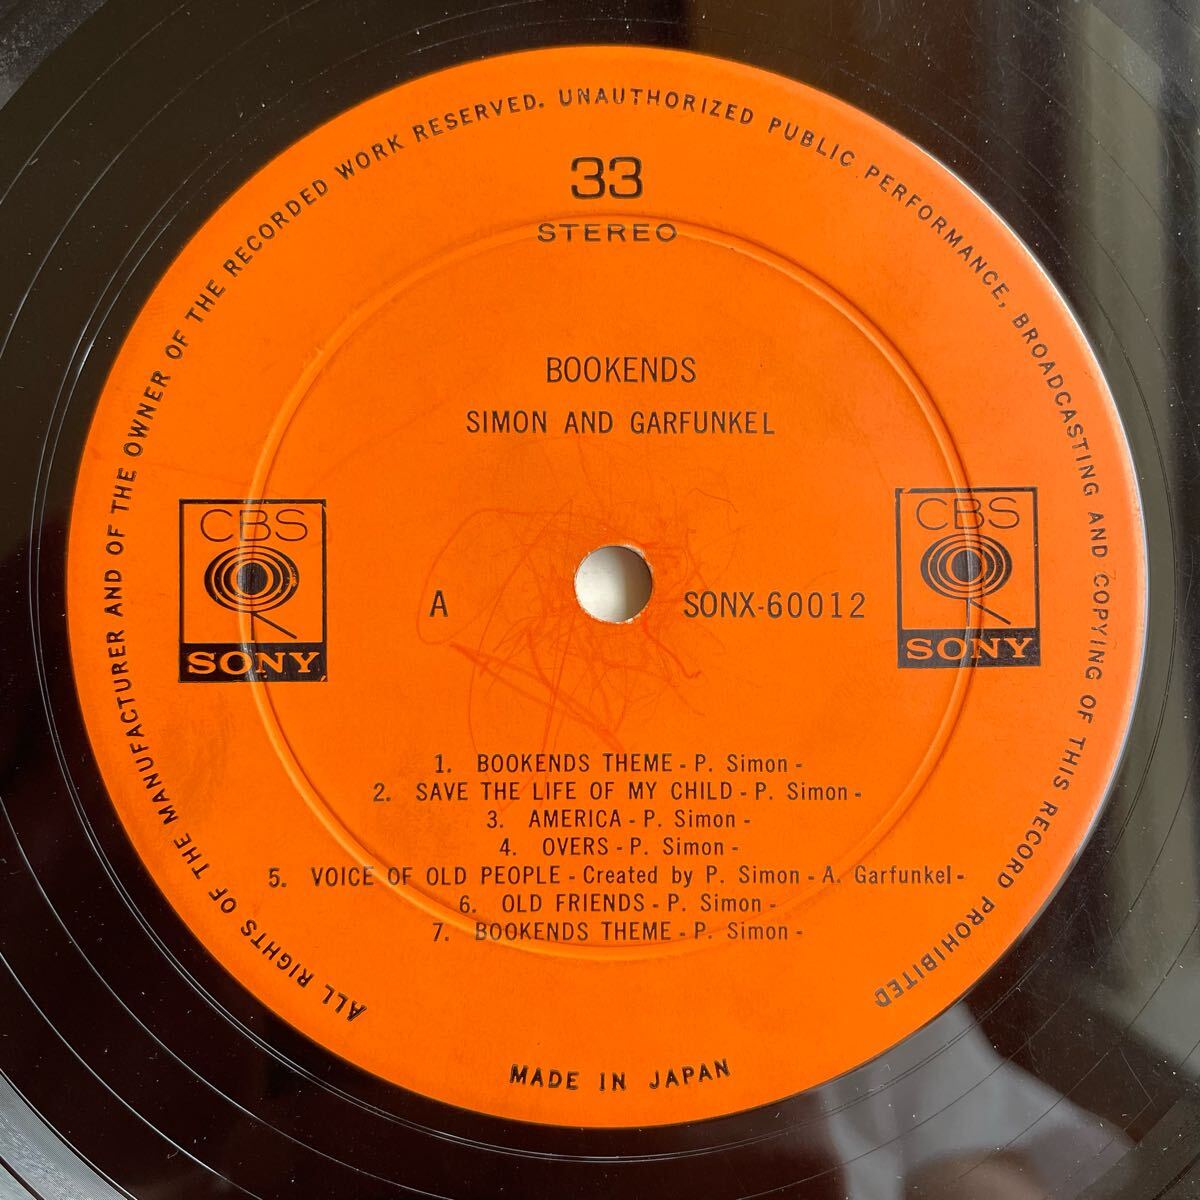 ALL RIGHTS OF THE MANUFACTURER AND OF THE OWNER OF THE RECORDED WORK RESERVED. UNAUTHORIZED PUBLIC PERFORMANCE, BROADCASTING AND COPYING OF THIS RECORD PROHIBITED
33
STEREO
BOOKENDS
SIMON AND GARFUNKEL
CBS
SONY
A
SONX-60012
CBS
SONY
1. BOOKENDS THEME - P. Simon -
2. SAVE THE LIFE OF MY CHILD - P. Simon -
3. AMERICA - P. Simon -
4. OVERS - P. Simon -
5. VOICE OF OLD PEOPLE - Created by P. Simon - A. Garfunkel -
6. OLD FRIENDS - P. Simon -
7. BOOKENDS THEME - P. Simon -
MADE IN JAPAN